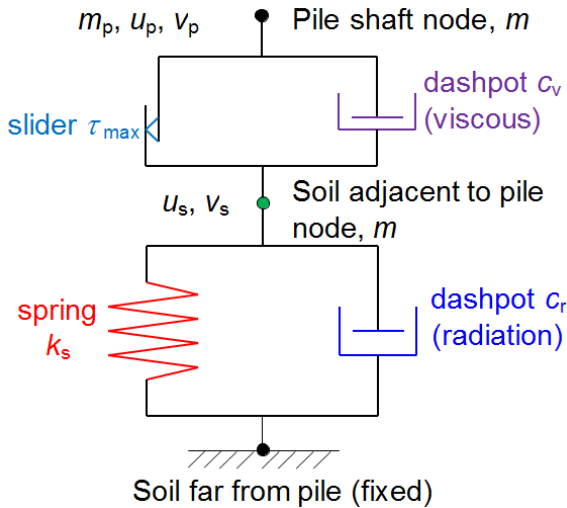 mp, up, vp Pile shaft node, m
dashpot cv
(viscous)
slider τmax
us, vs
Soil adjacent to pile
node, m
spring
ks
dashpot cr
(radiation)
Soil far from pile (fixed)